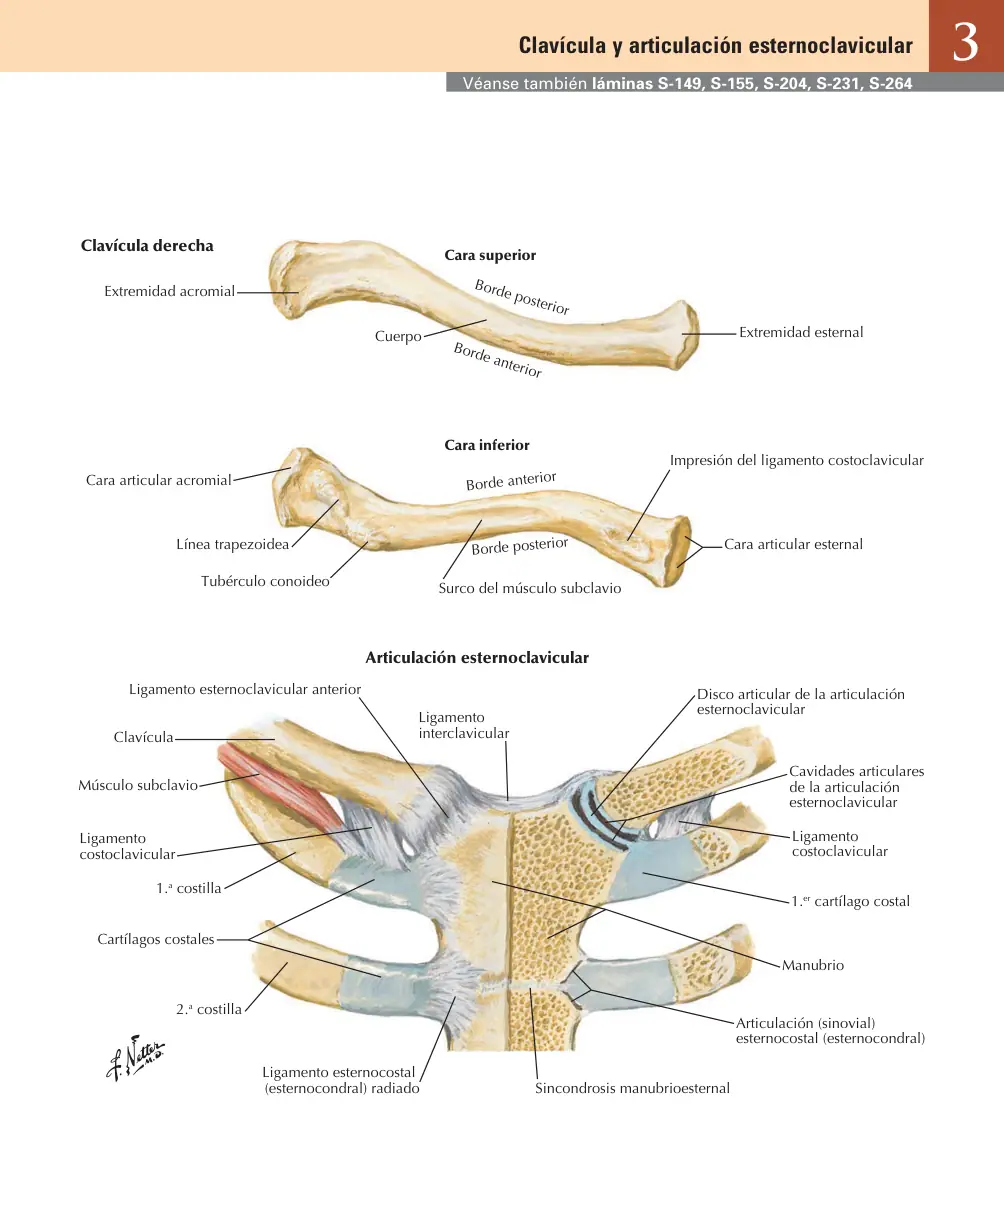 Clavícula y articulación esternoclavicular
3
Véanse también láminas S-149, S-155, S-204, S-231, S-264
Clavícula derecha
Cara superior
Borde posterior
Extremidad acromial
Cuerpo
Borde anterior
Extremidad esternal
Cara inferior
Impresión del ligamento costoclavicular
Cara articular acromial
Borde anterior
Línea trapezoidea
Borde posterior
Cara articular esternal
Tubérculo conoideo
Surco del músculo subclavio
Articulación esternoclavicular
Ligamento esternoclavicular anterior
Disco articular de la articulación
esternoclavicular
Ligamento
interclavicular
Clavícula
Cavidades articulares
de la articulación
esternoclavicular
Músculo subclavio
Ligamento
costoclavicular
Ligamento
costoclavicular
1.ª costilla
1.er cartílago costal
Cartílagos costales
Manubrio
2.ª costilla
Articulación (sinovial)
esternocostal (esternocondral)
F. Netter
M.D.
Ligamento esternocostal
(esternocondral) radiado
Sincondrosis manubrioesternal